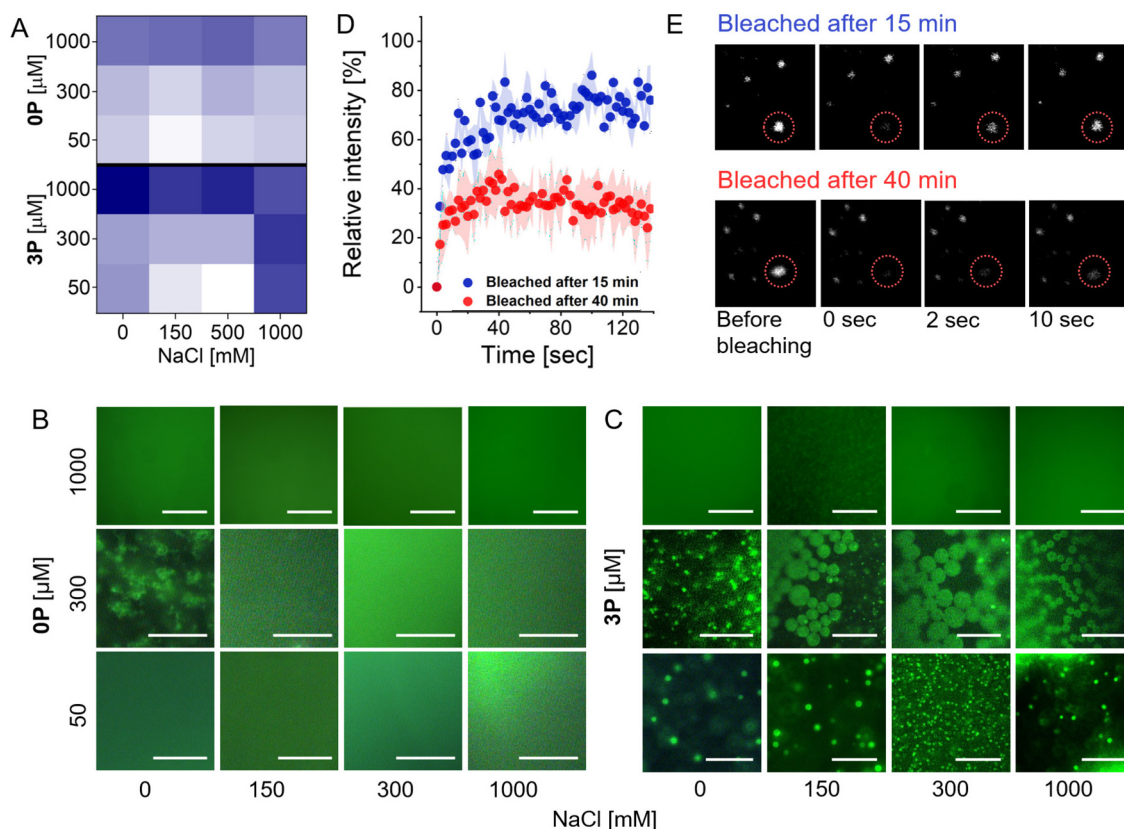 A
1000
300
50
0P [µM]
1000
300
50
3P [µM]
0 150 500 1000
NaCl [mM]
D
Relative intensity [%]
100
80
60
40
20
0
Bleached after 15 min
Bleached after 40 min
0 40 80 120
Time [sec]
E
Bleached after 15 min
Bleached after 40 min
Before bleaching
0 sec
2 sec
10 sec
B
0P [µM]
1000
300
50
0 150 300 1000
C
3P [µM]
0 150 300 1000
NaCl [mM]